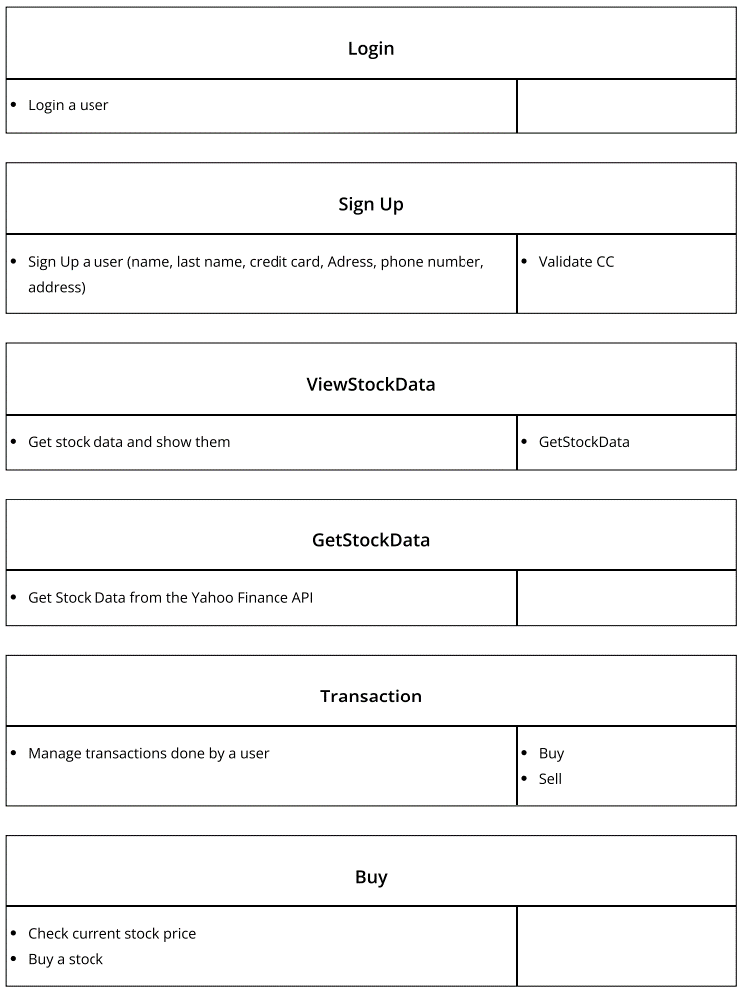 Login
• Login a user
Sign Up
• Sign Up a user (name, last name, credit card, Adress, phone number,
address)
• Validate CC
ViewStockData
• Get stock data and show them
• GetStockData
GetStockData
• Get Stock Data from the Yahoo Finance API
Transaction
• Manage transactions done by a user
• Buy
• Sell
Buy
• Check current stock price
• Buy a stock